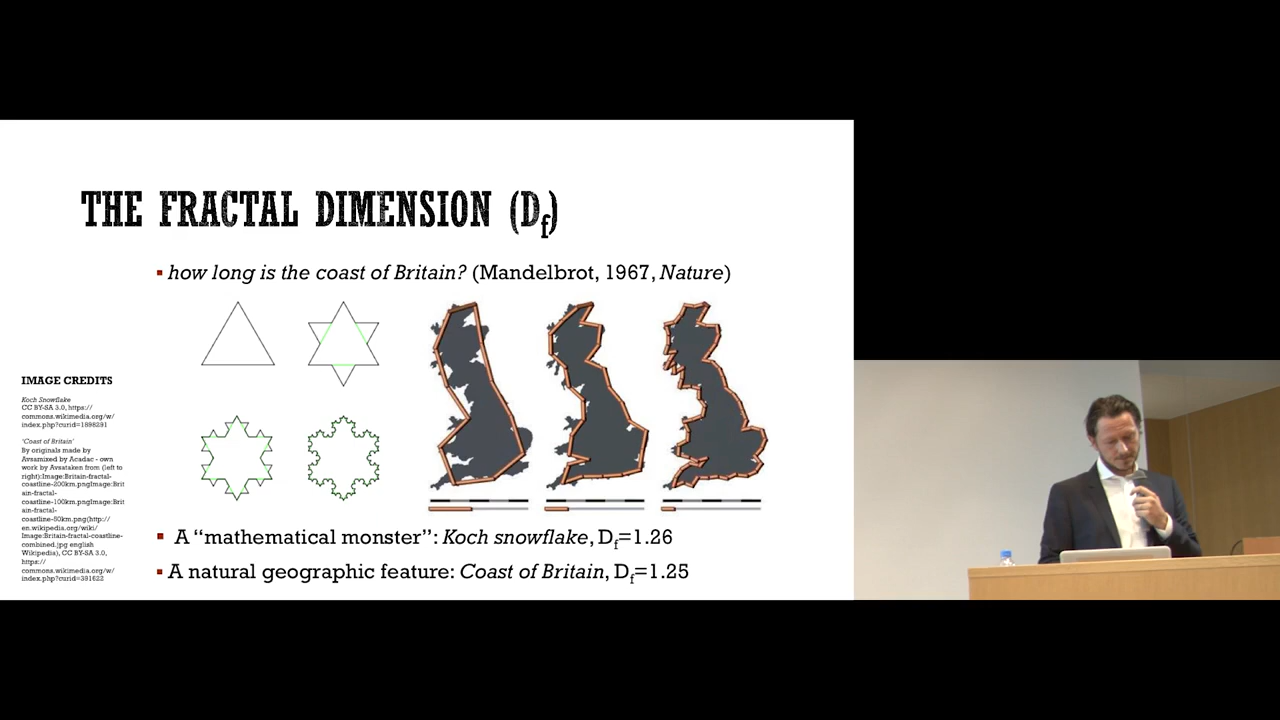 THE FRACTAL DIMENSION (Df)
▪ how long is the coast of Britain? (Mandelbrot, 1967, Nature)
IMAGE CREDITS
Koch Snowflake
CC BY-SA 3.0, https://
commons.wikimedia.org/w/
index.php?curid=1898291
'Coast of Britain'
By originals made by
Avsamixed by Acadac - own
work by Avsataken from (left to
right):Image:Britain-fractal-
coastline-200km.pngImage:Brit
ain-fractal-
coastline-100km.pngImage:Brit
ain-fractal-
coastline-50km.png(http://
en.wikipedia.org/wiki/
Image:Britain-fractal-coastline-
combined.jpg english
Wikipedia), CC BY-SA 3.0,
https://
commons.wikimedia.org/w/
index.php?curid=391622
▪ A “mathematical monster”: Koch snowflake, Df=1.26
▪ A natural geographic feature: Coast of Britain, Df=1.25